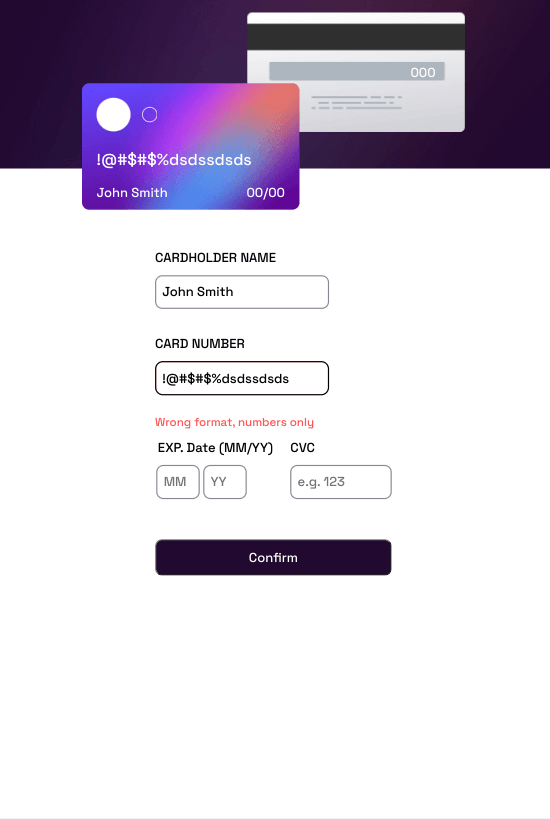 000
!@#$#$%dsdssdsds
John Smith 00/00
CARDHOLDER NAME
John Smith
CARD NUMBER
!@#$#$%dsdssdsds
Wrong format, numbers only
EXP. Date (MM/YY) CVC
MM YY e.g. 123
Confirm